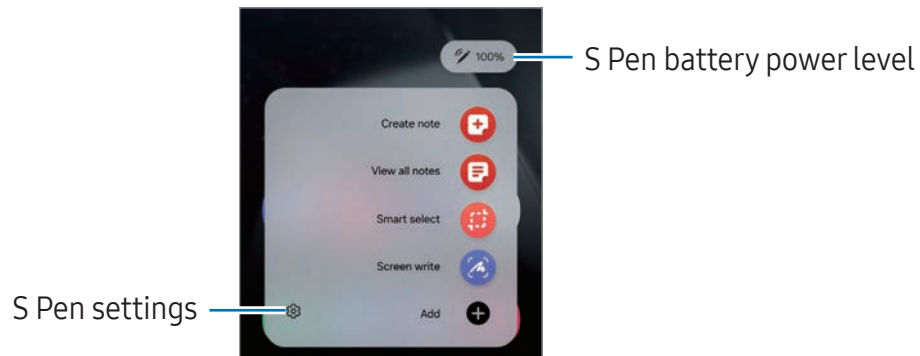 100%
S Pen battery power level
Create note
View all notes
Smart select
Screen write
S Pen settings
Add